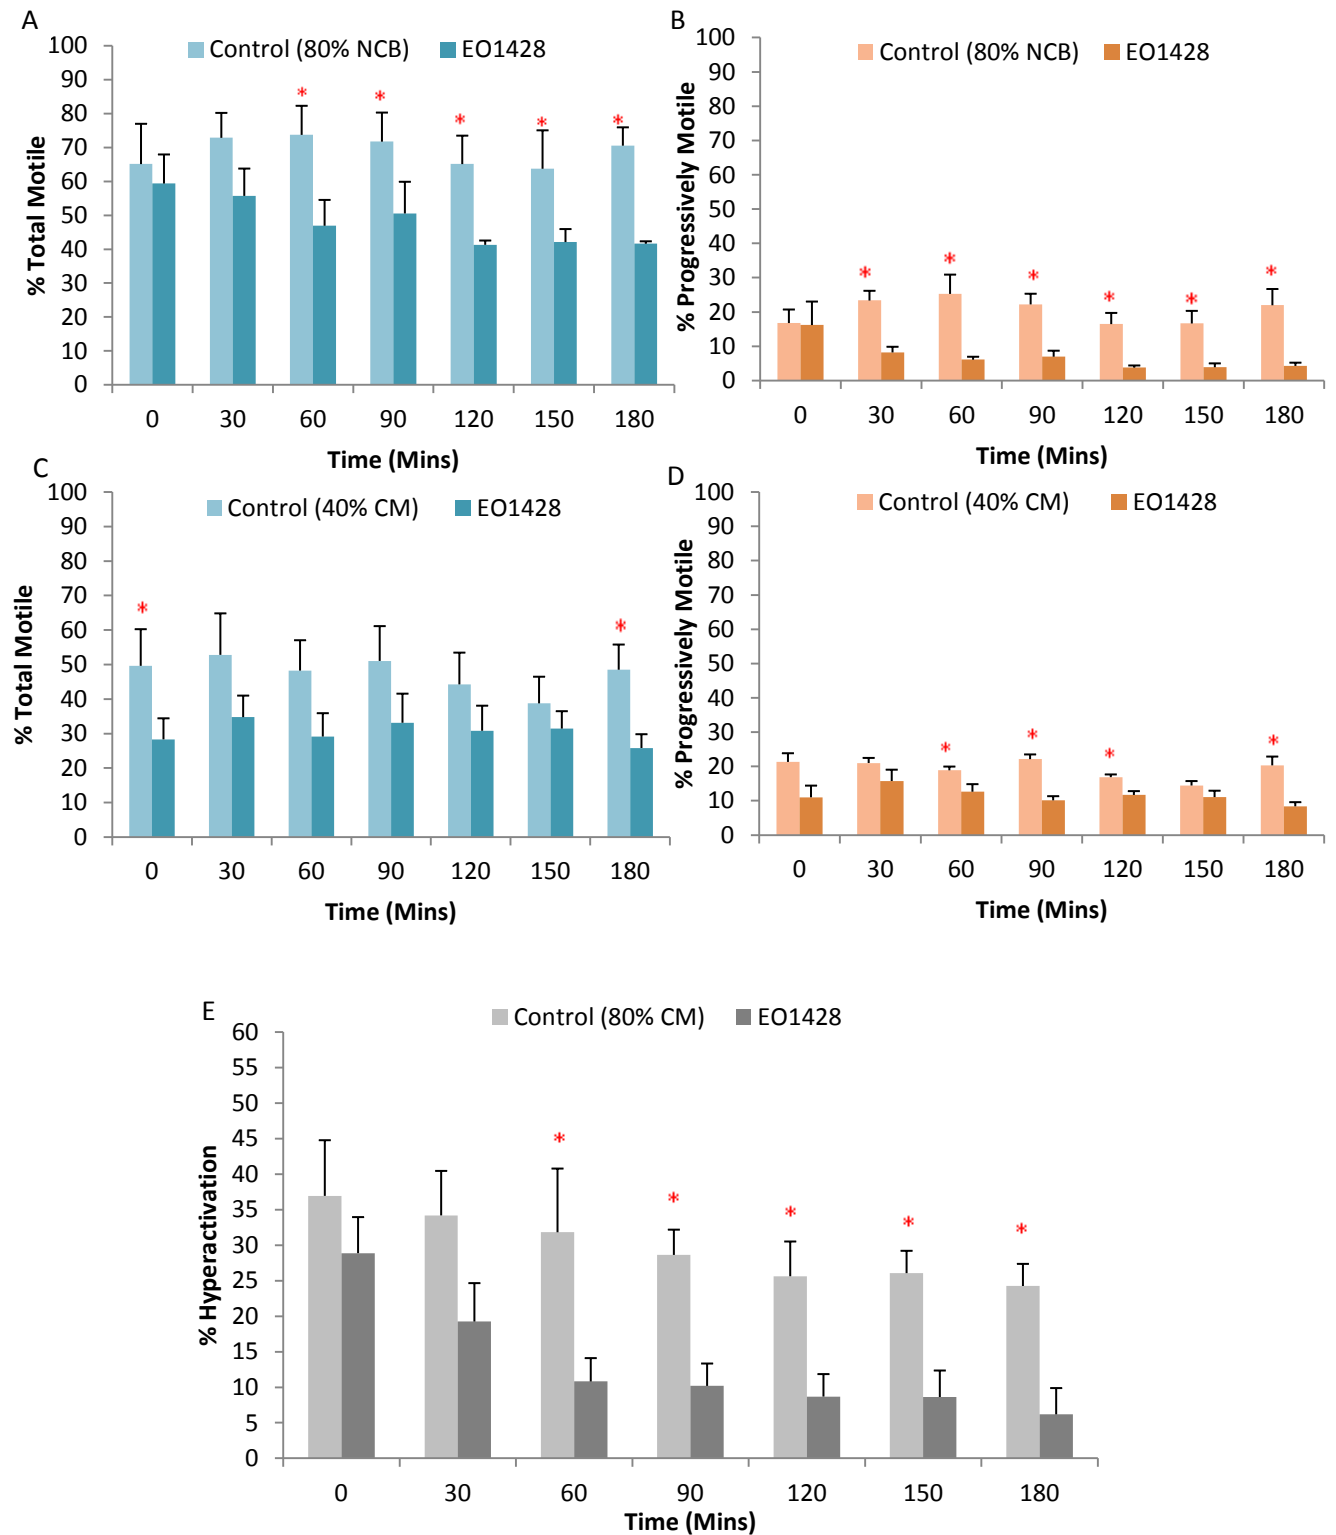 A
Control (80% NCB) EO1428
% Total Motile
100
90
80
70
60
50
40
30
20
10
0
* * * * *
0 30 60 90 120 150 180
Time (Mins)
B
Control (80% NCB) EO1428
% Progressively Motile
100
90
80
70
60
50
40
30
20
10
0
* * * * * *
0 30 60 90 120 150 180
Time (Mins)
C
Control (40% CM) EO1428
% Total Motile
100
90
80
70
60
50
40
30
20
10
0
* *
0 30 60 90 120 150 180
Time (Mins)
D
Control (40% CM) EO1428
% Progressively Motile
100
90
80
70
60
50
40
30
20
10
0
* * * *
0 30 60 90 120 150 180
Time (Mins)
E
Control (80% CM) EO1428
% Hyperactivation
60
55
50
45
40
35
30
25
20
15
10
5
0
* * * * *
0 30 60 90 120 150 180
Time (Mins)